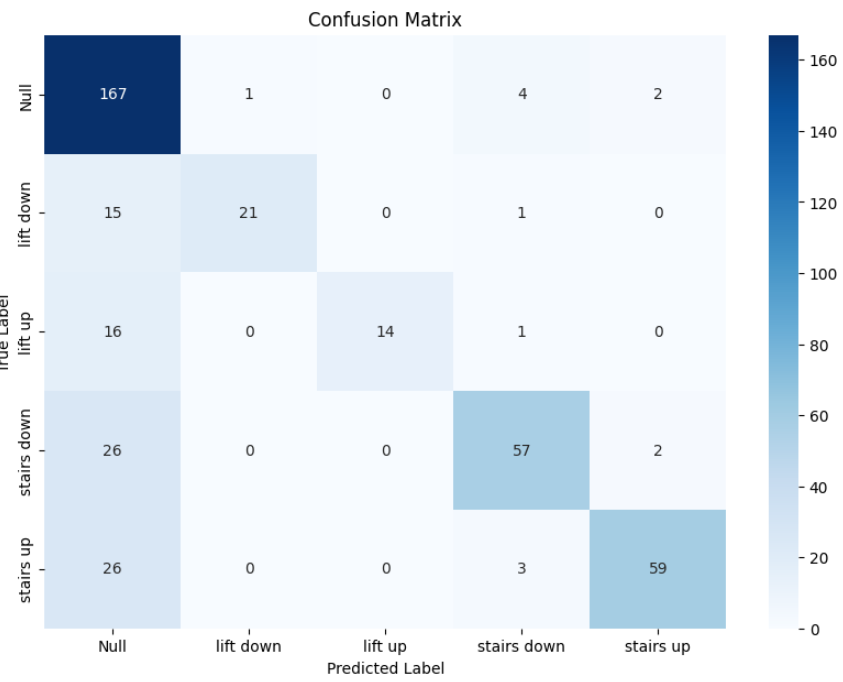 Confusion Matrix
Null
167 1 0 4 2
lift down
15 21 0 1 0
lift up
16 0 14 1 0
stairs down
26 0 0 57 2
stairs up
26 0 0 3 59
Null lift down lift up stairs down stairs up
Predicted Label
160
140
120
100
80
60
40
20
0
Label